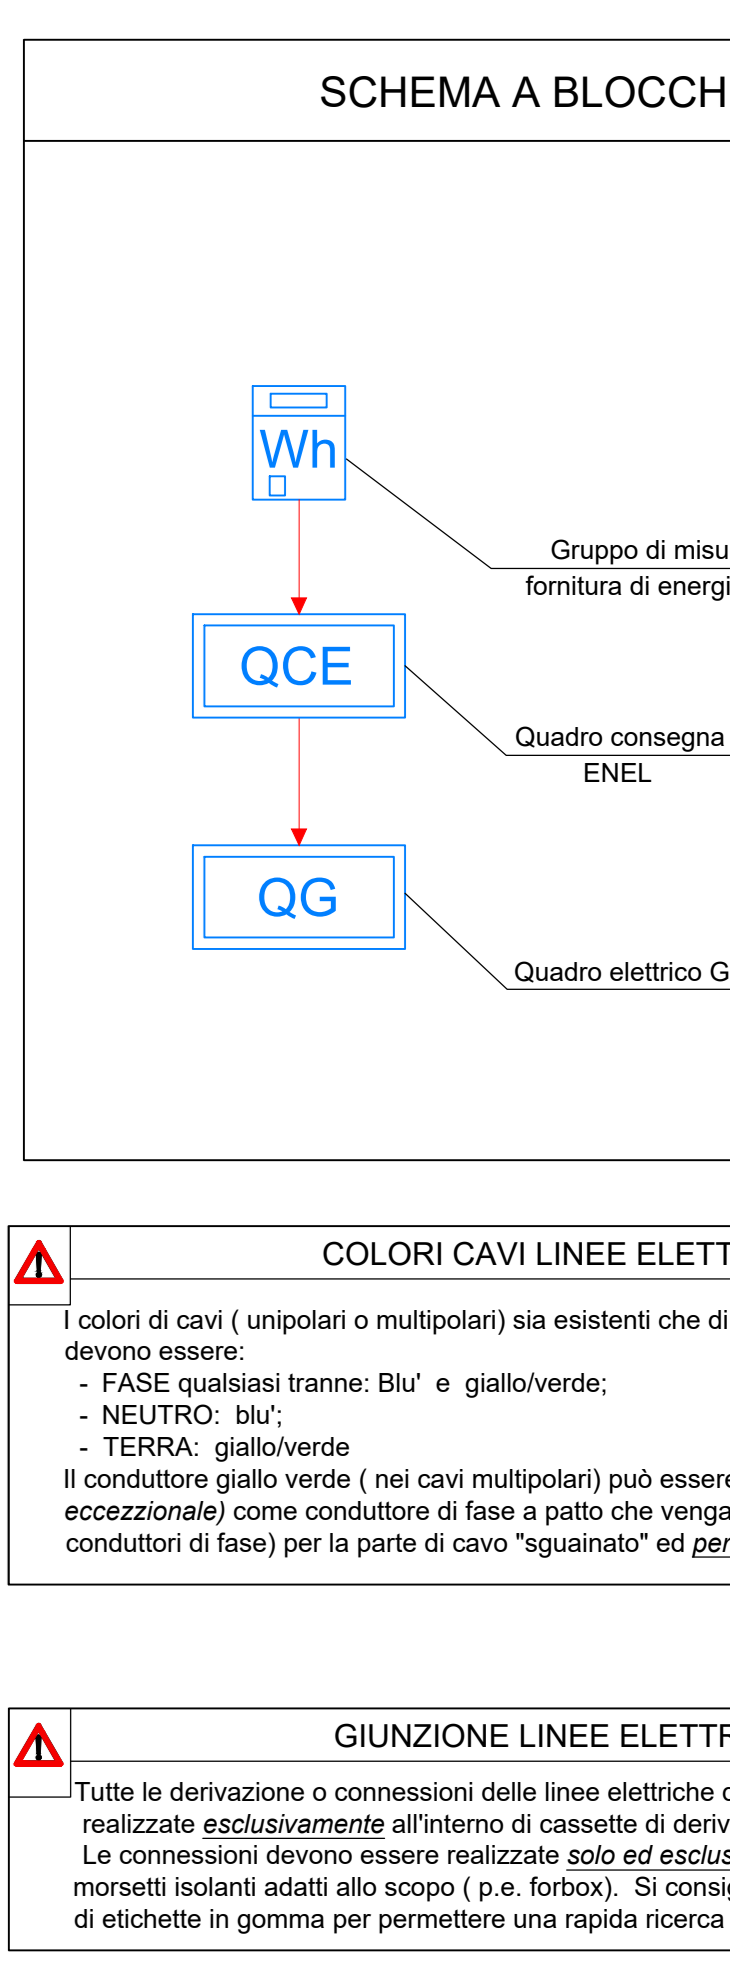 SCHEMA A BLOCCH
Wh
Gruppo di misu
fornitura di energi
QCE
Quadro consegna
ENEL
QG
Quadro elettrico G
COLORI CAVI LINEE ELETT
I colori di cavi ( unipolari o multipolari) sia esistenti che di
devono essere:
- FASE qualsiasi tranne: Blu' e giallo/verde;
- NEUTRO: blu';
- TERRA: giallo/verde
Il conduttore giallo verde ( nei cavi multipolari) può essere
eccezzionale) come conduttore di fase a patto che venga
conduttori di fase) per la parte di cavo "sguainato" ed per
GIUNZIONE LINEE ELETTR
Tutte le derivazione o connessioni delle linee elettriche
realizzate esclusivamente all'interno di cassette di deriv
Le connessioni devono essere realizzate solo ed esclus
morsetti isolanti adatti allo scopo ( p.e. forbox). Si consig
di etichette in gomma per permettere una rapida ricerca